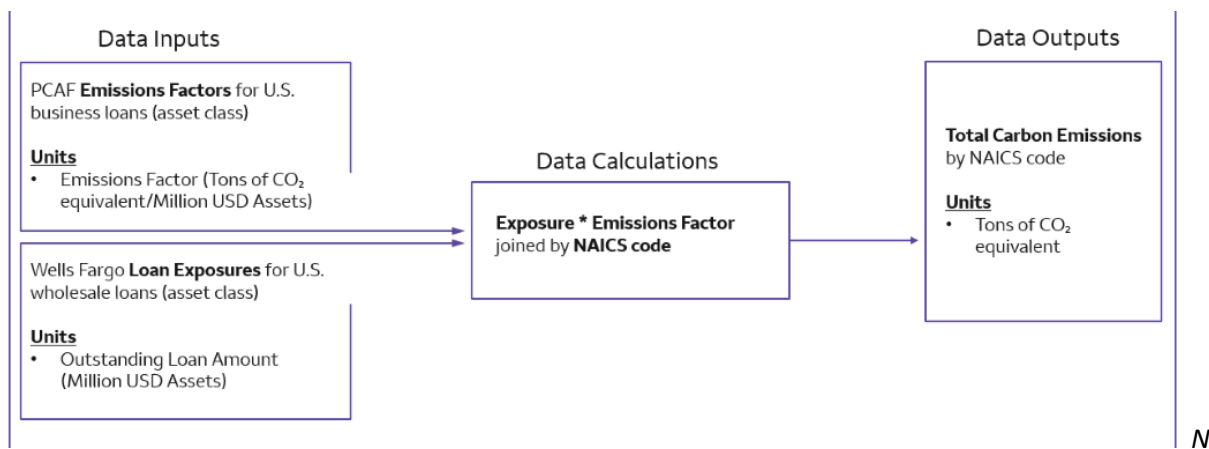 Data Inputs
PCAF Emissions Factors for U.S.
business loans (asset class)
Units
• Emissions Factor (Tons of CO₂
equivalent/Million USD Assets)
Wells Fargo Loan Exposures for U.S.
wholesale loans (asset class)
Units
• Outstanding Loan Amount
(Million USD Assets)
Data Calculations
Exposure * Emissions Factor
joined by NAICS code
Data Outputs
Total Carbon Emissions
by NAICS code
Units
• Tons of CO₂
equivalent
N